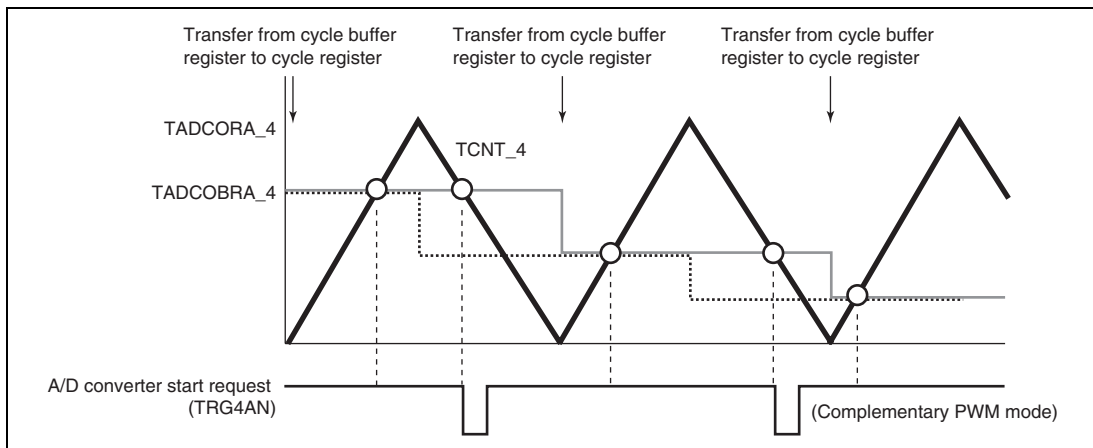 Transfer from cycle buffer
register to cycle register
Transfer from cycle buffer
register to cycle register
Transfer from cycle buffer
register to cycle register
TADCORA_4
TCNT_4
TADCOBRA_4
A/D converter start request
(TRG4AN)
(Complementary PWM mode)